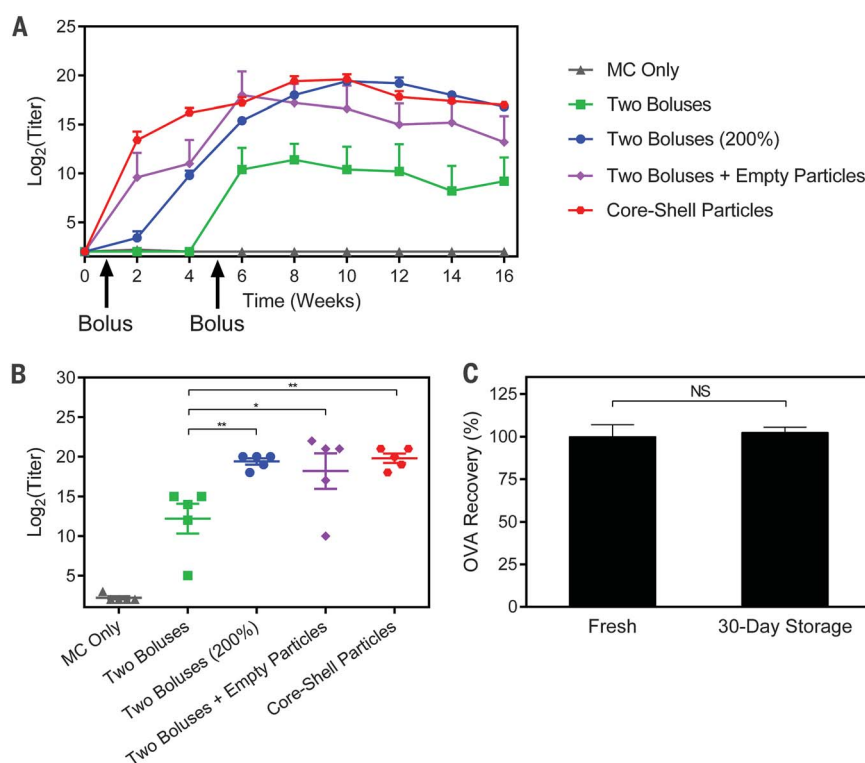 A
Log2(Titer)
25
20
15
10
5
0 2 4 6 8 10 12 14 16
Time (Weeks)
Bolus Bolus
MC Only
Two Boluses
Two Boluses (200%)
Two Boluses + Empty Particles
Core-Shell Particles
B
Log2(Titer)
30
25
20
15
10
5
**
*
**
MC Only
Two Boluses
Two Boluses (200%)
Two Boluses + Empty Particles
Core-Shell Particles
C
OVA Recovery (%)
125
100
75
50
25
0
NS
Fresh 30-Day Storage